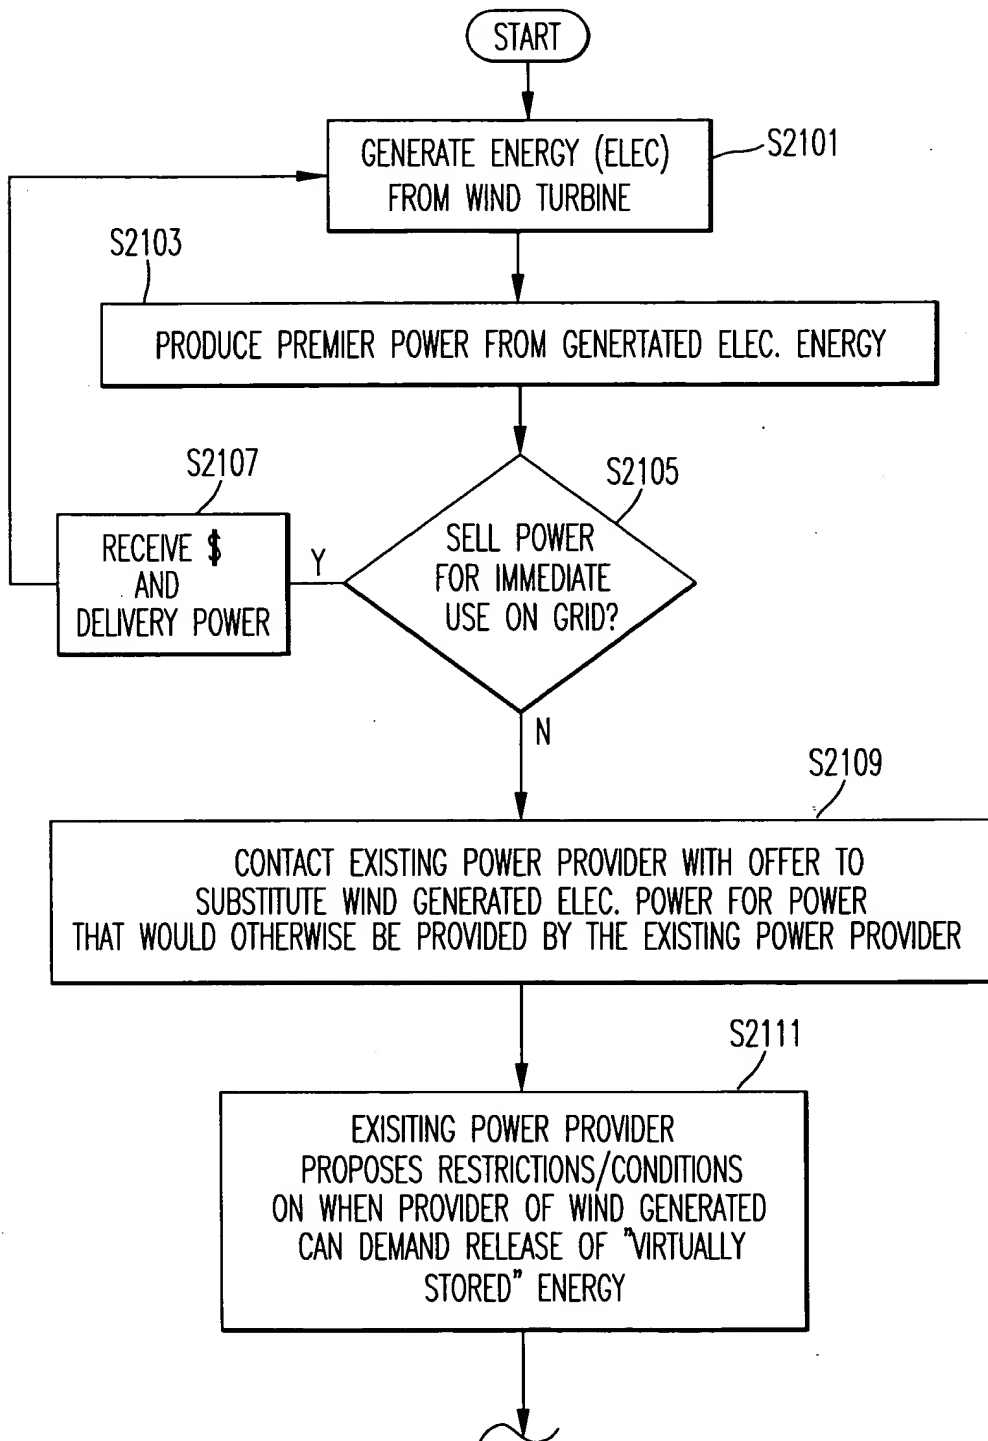 START
GENERATE ENERGY (ELEC)
FROM WIND TURBINE
S2101
S2103
PRODUCE PREMIER POWER FROM GENERTATED ELEC. ENERGY
S2107
RECEIVE $
AND
DELIVERY POWER
Y
S2105
SELL POWER
FOR IMMEDIATE
USE ON GRID?
N
S2109
CONTACT EXISTING POWER PROVIDER WITH OFFER TO
SUBSTITUTE WIND GENERATED ELEC. POWER FOR POWER
THAT WOULD OTHERWISE BE PROVIDED BY THE EXISTING POWER PROVIDER
S2111
EXISITING POWER PROVIDER
PROPOSES RESTRICTIONS/CONDITIONS
ON WHEN PROVIDER OF WIND GENERATED
CAN DEMAND RELEASE OF "VIRTUALLY
STORED" ENERGY